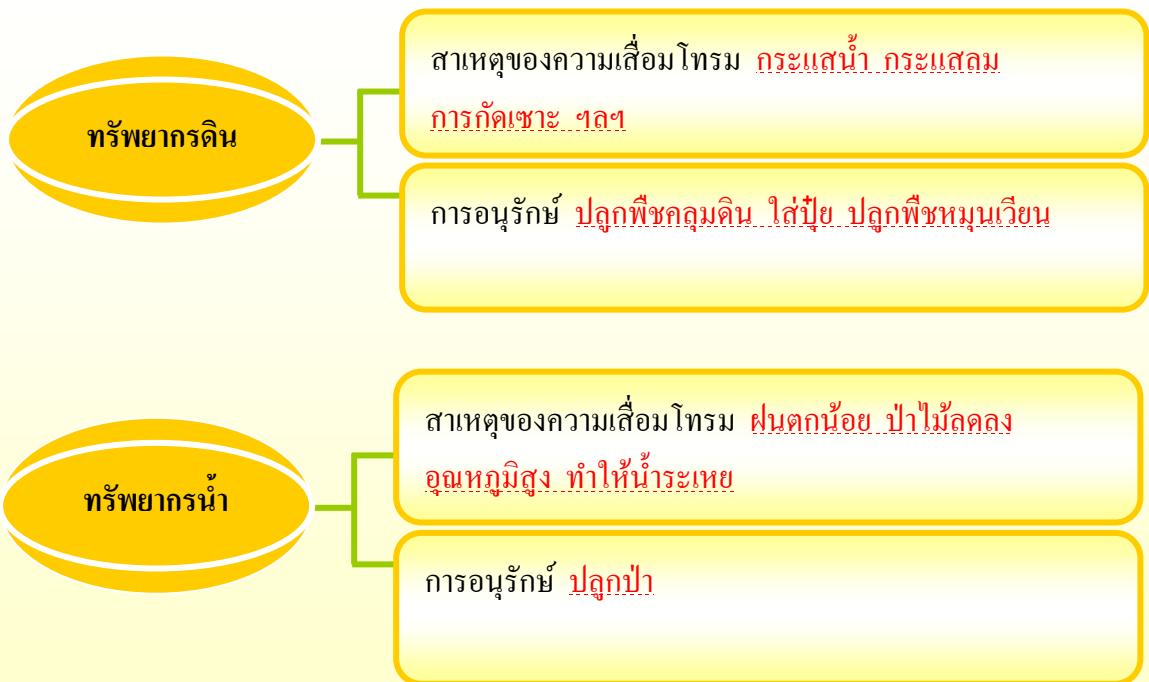 ทรัพยากรดิน
สาเหตุของความเสื่อมโทรม กระแสน้ำ กระแสลม
การกัดเซาะ ฯลฯ
การอนุรักษ์ ปลูกพืชคลุมดิน ใส่ปุ๋ย ปลูกพืชหมุนเวียน
ทรัพยากรน้ำ
สาเหตุของความเสื่อมโทรม ฝนตกน้อย ป่าไม้ลดลง
อุณหภูมิสูง ทำให้น้ำระเหย
การอนุรักษ์ ปลูกป่า